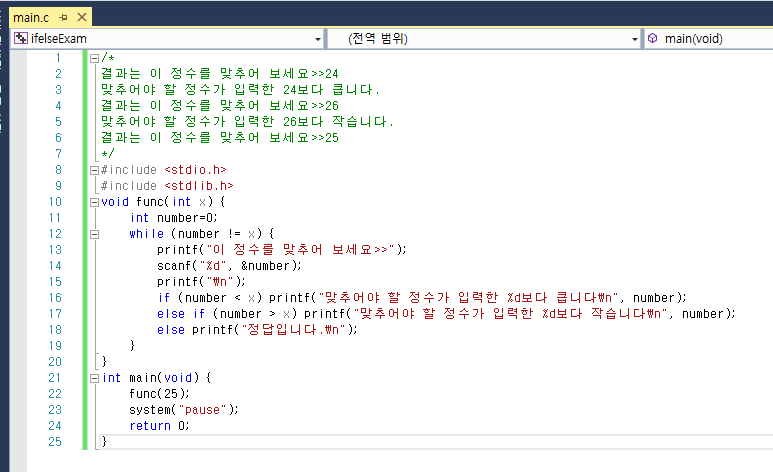 main.c
ifelseExam (전역 범위) main(void)
1 /*
2 결과는 이 정수를 맞추어 보세요>>24
3 맞추어야 할 정수가 입력한 24보다 큽니다.
4 결과는 이 정수를 맞추어 보세요>>26
5 맞추어야 할 정수가 입력한 26보다 작습니다.
6 결과는 이 정수를 맞추어 보세요>>25
7 */
8 #include <stdio.h>
9 #include <stdlib.h>
10 void func(int x) {
11 int number=0;
12 while (number != x) {
13 printf("이 정수를 맞추어 보세요>>");
14 scanf("%d", &number);
15 printf("₩n");
16 if (number < x) printf("맞추어야 할 정수가 입력한 %d보다 큽니다₩n", number);
17 else if (number > x) printf("맞추어야 할 정수가 입력한 %d보다 작습니다₩n", number);
18 else printf("정답입니다.₩n");
19 }
20 }
21 int main(void) {
22 func(25);
23 system("pause");
24 return 0;
25 }